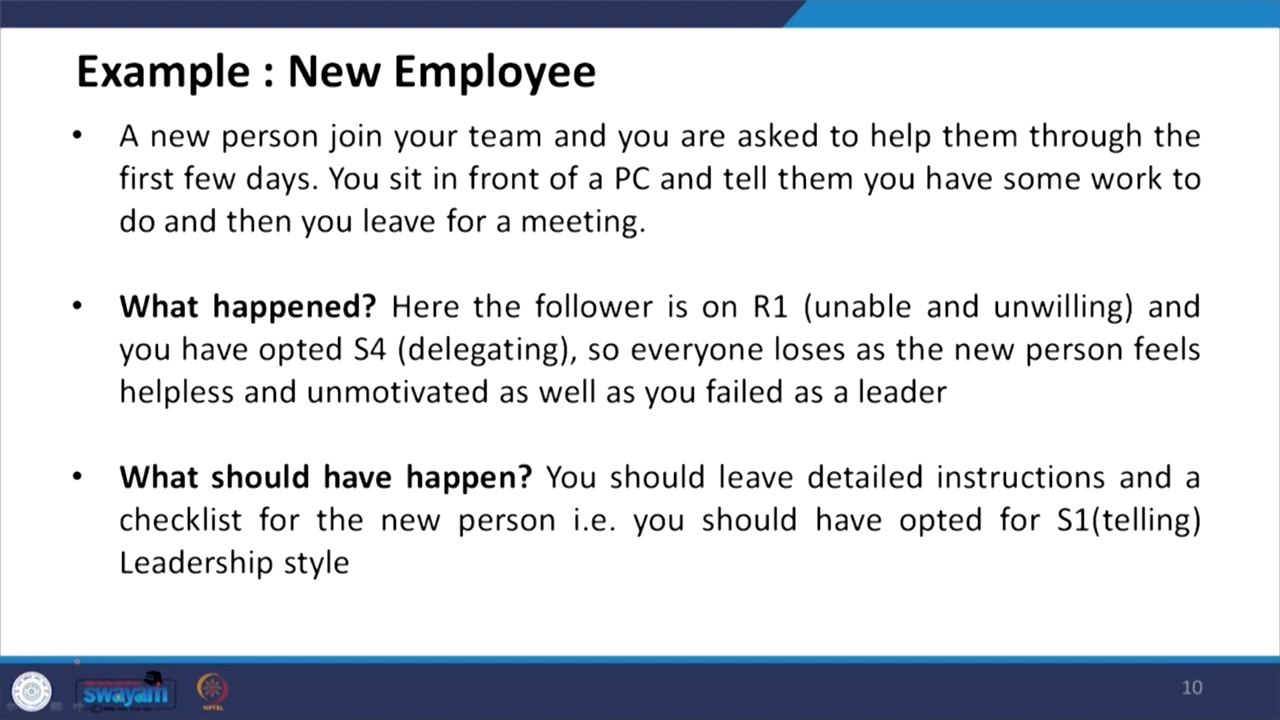 Example : New Employee
• A new person join your team and you are asked to help them through the
first few days. You sit in front of a PC and tell them you have some work to
do and then you leave for a meeting.
• What happened? Here the follower is on R1 (unable and unwilling) and
you have opted S4 (delegating), so everyone loses as the new person feels
helpless and unmotivated as well as you failed as a leader
• What should have happen? You should leave detailed instructions and a
checklist for the new person i.e. you should have opted for S1(telling)
Leadership style
swayam
NPTEL
10